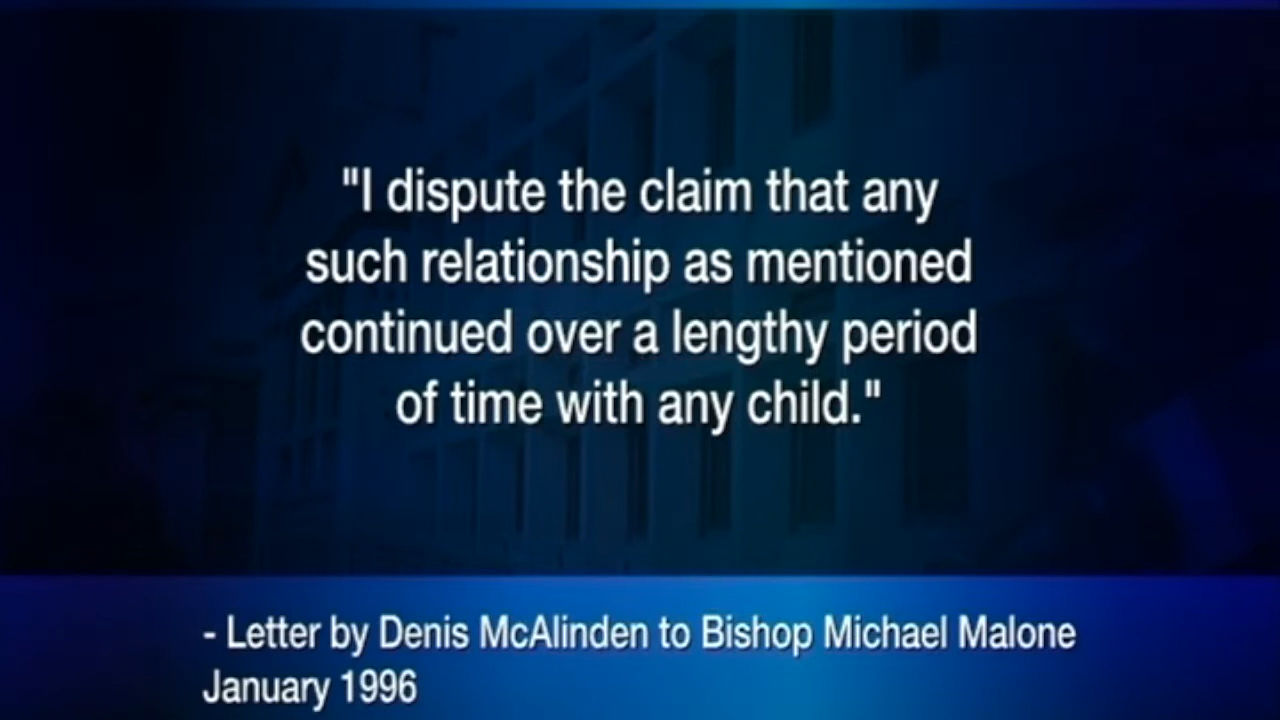 "I dispute the claim that any
such relationship as mentioned
continued over a lengthy period
of time with any child."
- Letter by Denis McAlinden to Bishop Michael Malone
January 1996